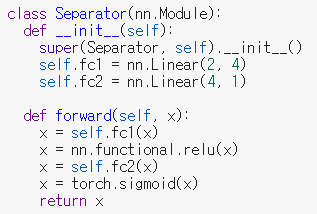 class Separator(nn.Module):
  def __init__(self):
    super(Separator, self).__init__()
    self.fc1 = nn.Linear(2, 4)
    self.fc2 = nn.Linear(4, 1)

  def forward(self, x):
    x = self.fc1(x)
    x = nn.functional.relu(x)
    x = self.fc2(x)
    x = torch.sigmoid(x)
    return x